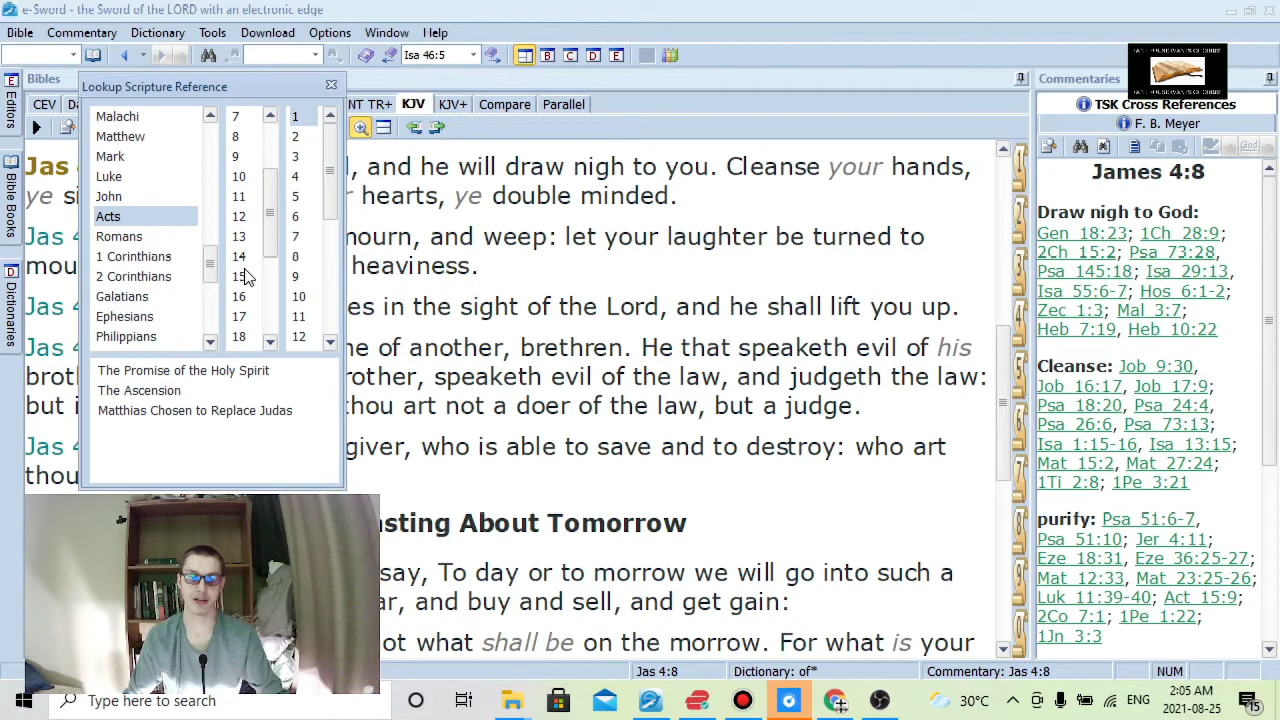 e-Sword, the Sword of the LORD with an electronic edge
Bible Commentary Dictionary Tools Download Options Window Help
Isa 46:5
B C D E
Bibles
Editors
Bible Books
Dictionaries
Lookup Scripture Reference
CEV
NT TR+ KJV KJV+ Compare Parallel
Malachi 7 1
Matthew 8 2
Mark 9 3
Luke 10 4
John 11 5
Acts 12 6
Romans 13 7
1 Corinthians 14 8
2 Corinthians 15 9
Galatians 16 10
Ephesians 17 11
Philippians 18 12
The Promise of the Holy Spirit
The Ascension
Matthias Chosen to Replace Judas
Jas 4
, and he will draw nigh to you. Cleanse your hands,
ye
hearts, ye double minded.
Jas 4
mourn, and weep: let your laughter be turned to
mou
heaviness.
Jas 4
es in the sight of the Lord, and he shall lift you up.
Jas 4
ne of another, brethren. He that speaketh evil of his
brot
rother, speaketh evil of the law, and judgeth the law:
but i
hou art not a doer of the law, but a judge.
Jas 4
giver, who is able to save and to destroy: who art
thou
asting About Tomorrow
say, To day or to morrow we will go into such a
ar, and buy and sell, and get gain:
ot what shall be on the morrow. For what is your
Commentaries
TSK Cross References
F. B. Meyer
James 4:8
Draw nigh to God:
Gen 18:23; 1Ch 28:9;
2Ch 15:2; Psa 73:28;
Psa 145:18; Isa 29:13;
Isa 55:6-7; Hos 6:1-2;
Zec 1:3; Mal 3:7;
Heb 7:19, Heb 10:22
Cleanse: Job 9:30,
Job 16:17, Job 17:9;
Psa 18:20; Psa 24:4,
Psa 26:6, Psa 73:13;
Isa 1:15-16, Isa 13:15;
Mat 15:2, Mat 27:24;
1Ti 2:8; 1Pe 3:21
purify: Psa 51:6-7,
Psa 51:10; Jer 4:11;
Eze 18:31, Eze 36:25-27;
Mat 12:33, Mat 23:25-26;
Luk 11:39-40; Act 15:9;
2Co 7:1; 1Pe 1:22;
1Jn 3:3
Jas 4:8 Dictionary: of* Commentary: Jas 4:8 NUM
Type here to search
30°C ENG 2:05 AM
2021-08-25
15